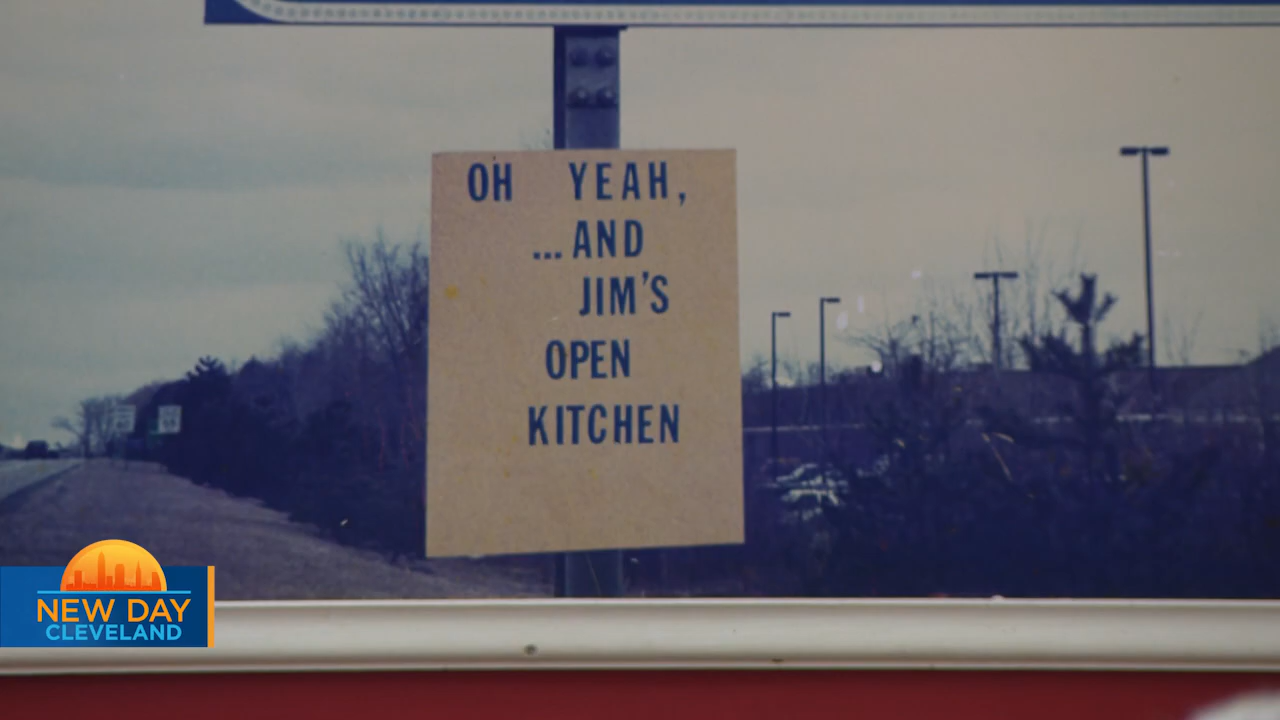 OH YEAH,
...AND
JIM'S
OPEN
KITCHEN
NEW DAY
CLEVELAND